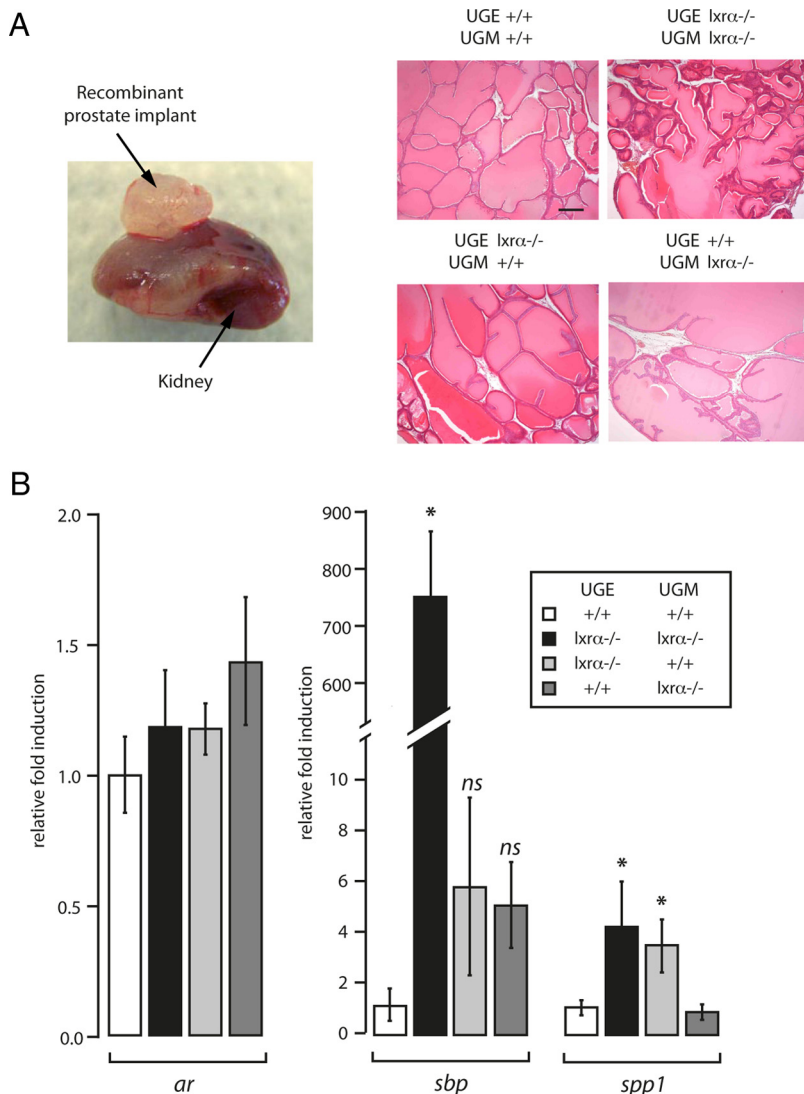 A
Recombinant
prostate implant
Kidney
UGE +/+
UGM +/+
UGE lxrα-/-
UGM lxrα-/-
UGE lxrα-/-
UGM +/+
UGE +/+
UGM lxrα-/-
B
relative fold induction
2.0
1.5
1.0
0.5
0.0
ar
relative fold induction
900
800
700
600
10
8
6
4
2
0
*
ns
ns
sbp
*
*
spp1
UGE UGM
+/+ +/+
lxrα-/- lxrα-/-
lxrα-/- +/+
+/+ lxrα-/-